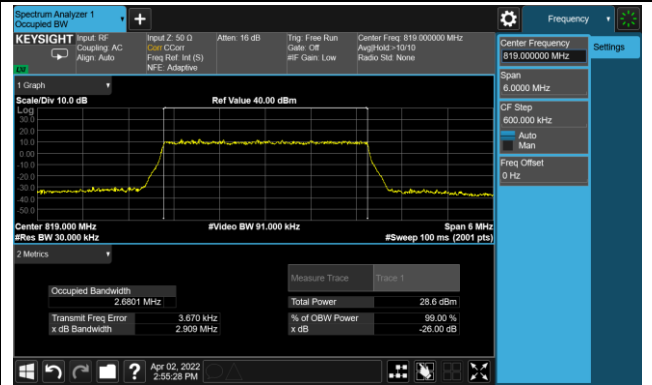 Spectrum Analyzer 1
Occupied BW
Frequency
KEYSIGHT
Input: RF
Coupling: AC
Align: Auto
Input Z: 50 Ω
Corr CCorr
Freq Ref: Int (S)
NFE: Adaptive
Atten: 16 dB
Trig: Free Run
Gate: Off
#IF Gain: Low
Center Freq: 819.000000 MHz
Avg|Hold:>10/10
Radio Std: None
LXI
Center Frequency
819.000000 MHz
Settings
Span
6.0000 MHz
CF Step
600.000 kHz
Auto
Man
Freq Offset
0 Hz
1 Graph
Scale/Div 10.0 dB
Ref Value 40.00 dBm
Log
30.0
20.0
10.0
0.00
-10.0
-20.0
-30.0
-40.0
-50.0
Center 819.000 MHz
#Video BW 91.000 kHz
Span 6 MHz
#Res BW 30.000 kHz
#Sweep 100 ms (2001 pts)
2 Metrics
Measure Trace
Trace 1
Occupied Bandwidth
2.6801 MHz
Total Power
28.6 dBm
Transmit Freq Error
3.670 kHz
% of OBW Power
99.00 %
x dB Bandwidth
2.909 MHz
x dB
-26.00 dB
?
Apr 02, 2022
2:55:28 PM